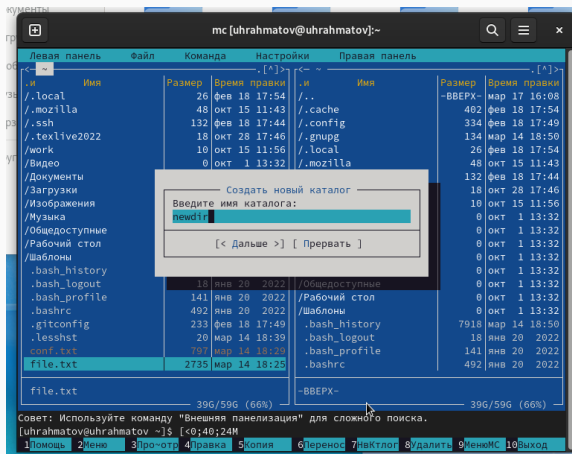 mc [uhrahmatov@uhrahmatov]:~
Левая панель Файл Команда Настройки Правая панель
<— ~ .[^]> <— ~ .[^]>
.и Имя Размер Время правки .и Имя Размер Время правки
/.local 26 фев 18 17:54 /.. -ВВЕРХ- мар 17 16:08
/.mozilla 48 окт 15 11:43 /.cache 402 фев 18 17:54
/.ssh 132 фев 18 17:44 /.config 334 фев 18 17:49
/.texlive2022 18 окт 28 17:46 /.gnupg 134 мар 14 18:50
/work 10 окт 15 11:56 /.local 26 фев 18 17:54
/Видео 0 окт 1 13:32 /.mozilla 48 окт 15 11:43
/Документы 132 фев 18 17:44
/Загрузки 18 окт 28 17:46
/Изображения 10 окт 15 11:56
/Музыка 0 окт 1 13:32
/Общедоступные 0 окт 1 13:32
/Рабочий стол 0 окт 1 13:32
/Шаблоны 0 окт 1 13:32
Создать новый каталог
Введите имя каталога:
newdir
[< Дальше >] [ Прервать ]
.bash_history 0 окт 1 13:32
.bash_logout 18 янв 20 2022 /Общедоступные 0 окт 1 13:32
.bash_profile 141 янв 20 2022 /Рабочий стол 0 окт 1 13:32
.bashrc 492 янв 20 2022 /Шаблоны 0 окт 1 13:32
.gitconfig 233 фев 18 17:49 .bash_history 7918 мар 14 18:50
.lesshst 20 мар 14 18:39 .bash_logout 18 янв 20 2022
conf.txt 797 мар 14 18:29 .bash_profile 141 янв 20 2022
file.txt 2735 мар 14 18:25 .bashrc 492 янв 20 2022
file.txt -ВВЕРХ-
39G/59G (66%) 39G/59G (66%)
Совет: Используйте команду "Внешняя панелизация" для сложного поиска.
[uhrahmatov@uhrahmatov ~]$ [<0;40;24M
1Помощь 2Меню 3Про~отр 4Правка 5Копия 6Перенос 7НвКтлог 8Удалить 9МенюМС 10Выход